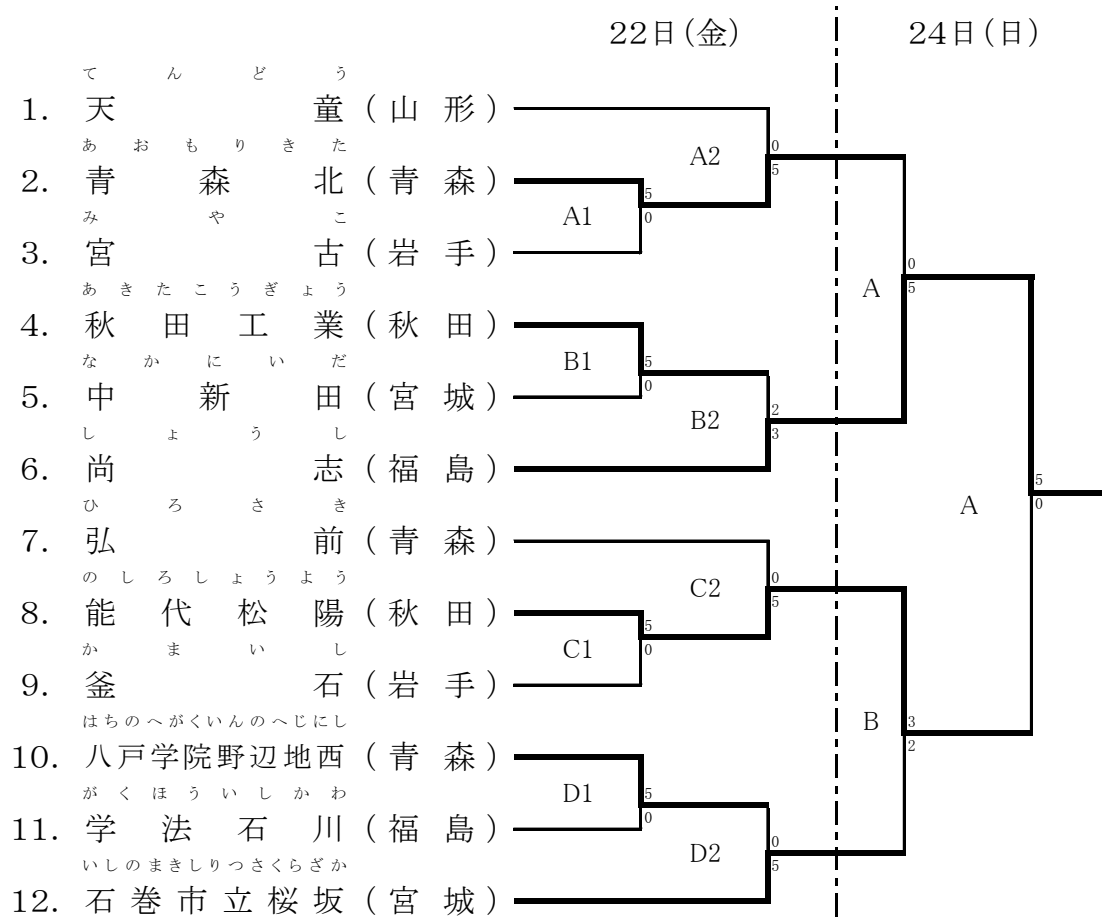 22日(金) 24日(日)
てんどう
1. 天童(山形)
あおもりきた
2. 青森北(青森)
みやこ
3. 宮古(岩手)
あきたこうぎょう
4. 秋田工業(秋田)
なかにいだ
5. 中新田(宮城)
しょうし
6. 尚志(福島)
ひろさき
7. 弘前(青森)
のしろしょうよう
8. 能代松陽(秋田)
かまいし
9. 釜石(岩手)
はちのへがくいんのへじにし
10. 八戸学院野辺地西(青森)
がくほういしかわ
11. 学法石川(福島)
いしのまきしりつさくらざか
12. 石巻市立桜坂(宮城)
A1
5
0
B1
5
0
C1
5
0
D1
5
0
A2
0
5
B2
2
3
C2
0
5
D2
0
5
A
0
5
B
3
2
A
5
0